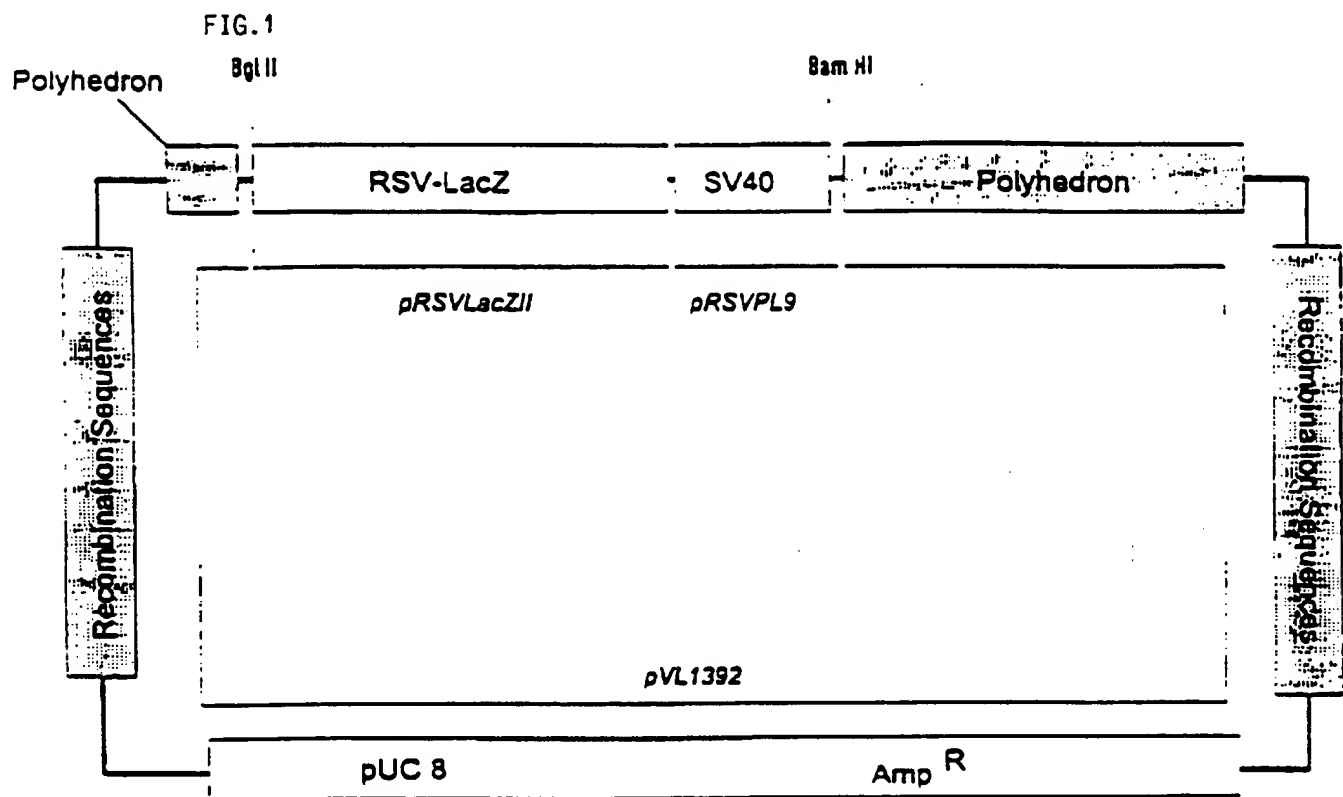 FIG.1
Bgl II
Bam HI
Polyhedron
RSV-LacZ
SV40
Polyhedron
pRSVLacZII
pRSVPL9
Recombination Sequences
Recombination Sequences
pVL1392
pUC 8
Amp R